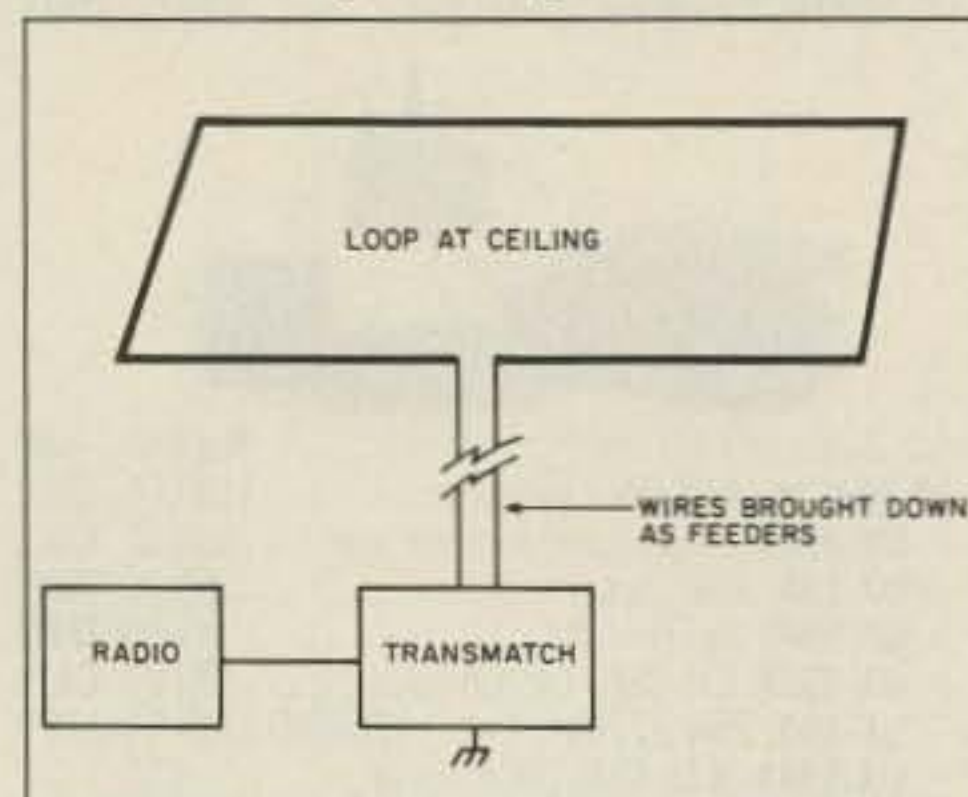 LOOP AT CEILING
WIRES BROUGHT DOWN
AS FEEDERS
RADIO
TRANSMATCH